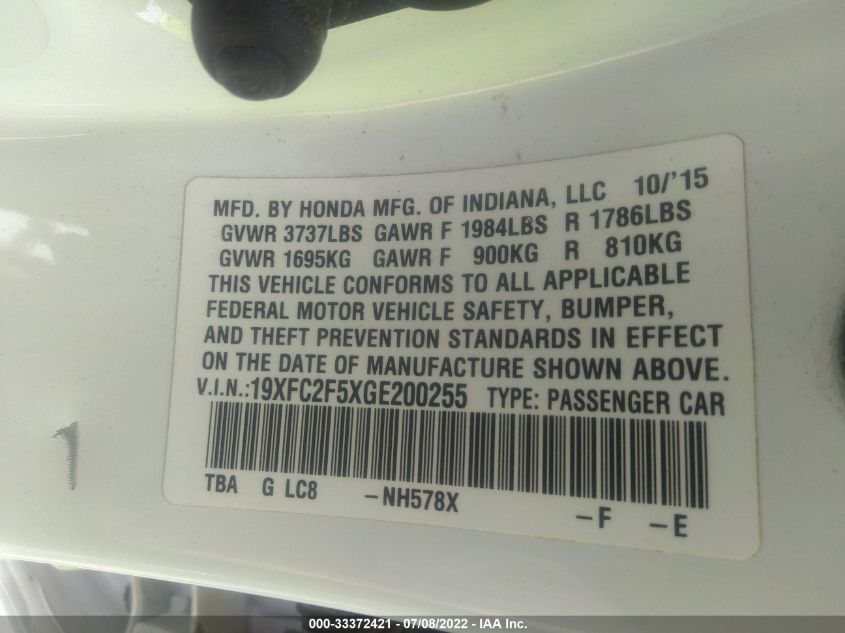 MFD. BY HONDA MFG. OF INDIANA, LLC 10/'15
GVWR 3737LBS GAWR F 1984LBS R 1786LBS
GVWR 1695KG GAWR F 900KG R 810KG
THIS VEHICLE CONFORMS TO ALL APPLICABLE
FEDERAL MOTOR VEHICLE SAFETY, BUMPER,
AND THEFT PREVENTION STANDARDS IN EFFECT
ON THE DATE OF MANUFACTURE SHOWN ABOVE.
V.I.N.:19XFC2F5XGE200255 TYPE: PASSENGER CAR
TBA G LC8 -NH578X
-F -E
000-33372421 - 07/08/2022 - IAA Inc.